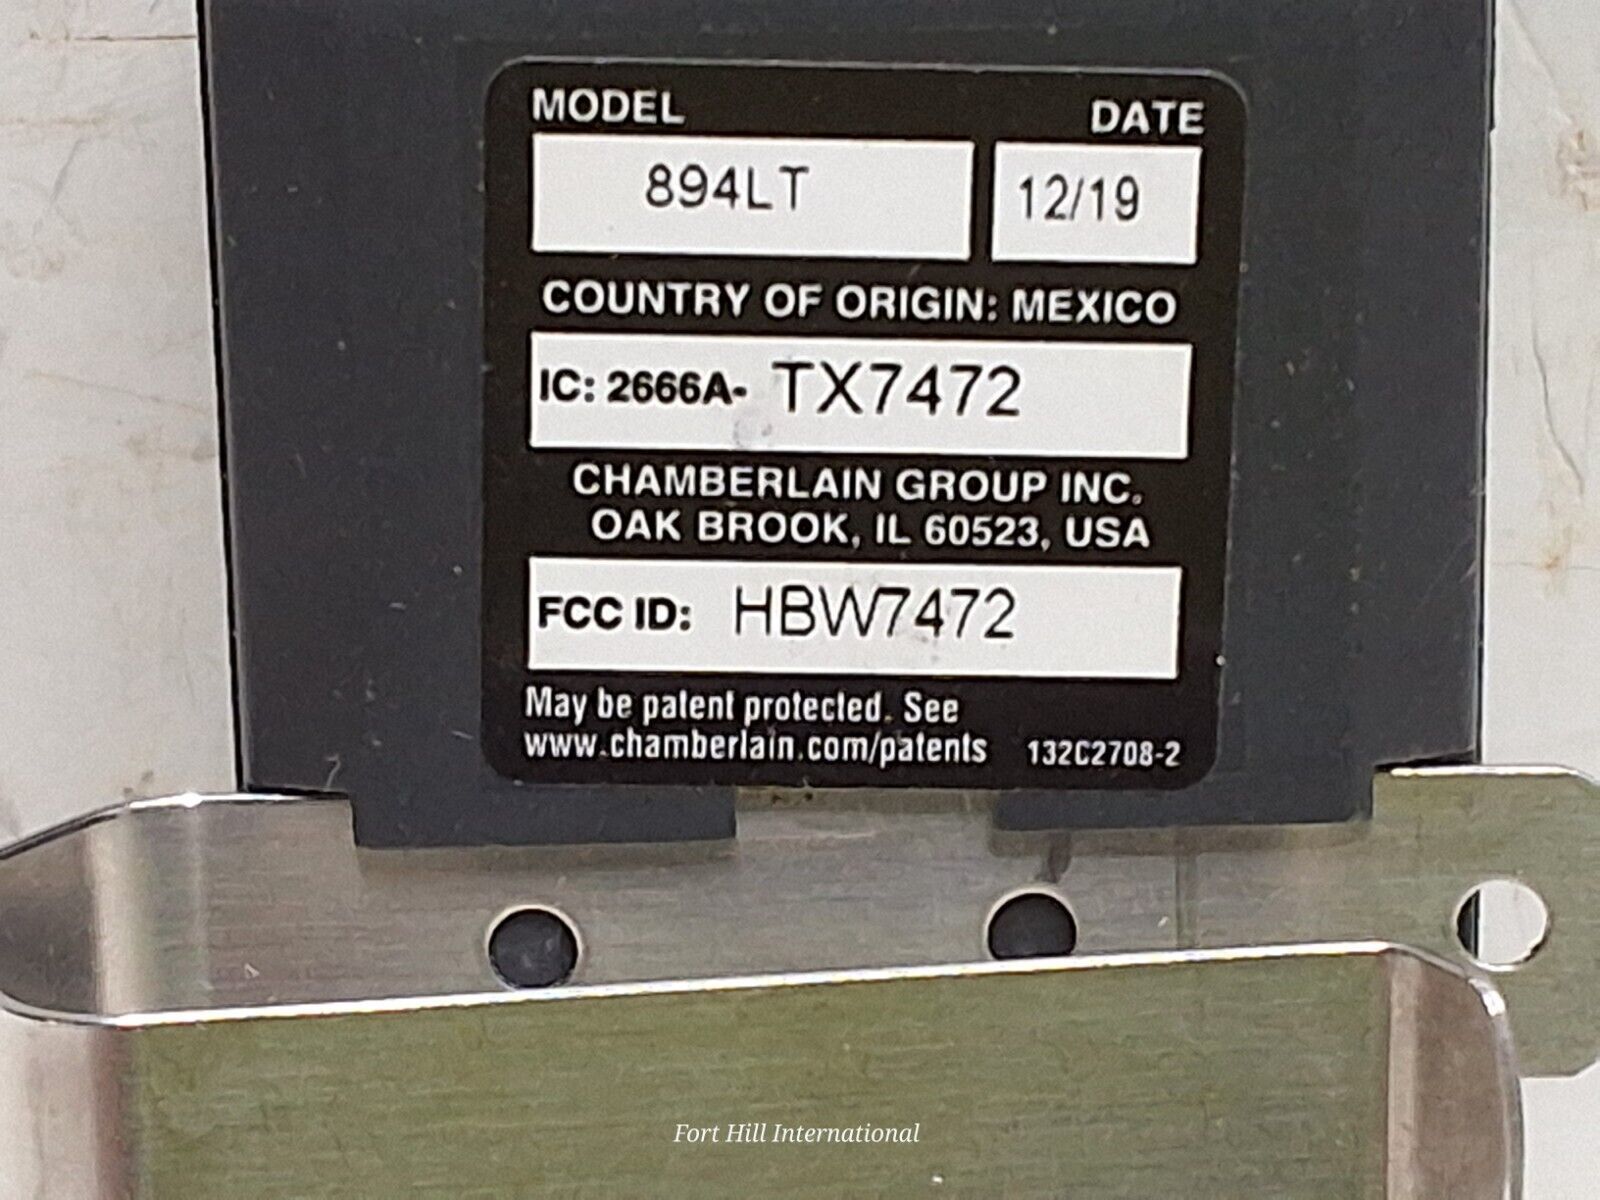 MODEL DATE
894LT 12/19
COUNTRY OF ORIGIN: MEXICO
IC: 2666A- TX7472
CHAMBERLAIN GROUP INC.
OAK BROOK, IL 60523, USA
FCC ID: HBW7472
May be patent protected. See
www.chamberlain.com/patents 132C2708-2
Fort Hill International